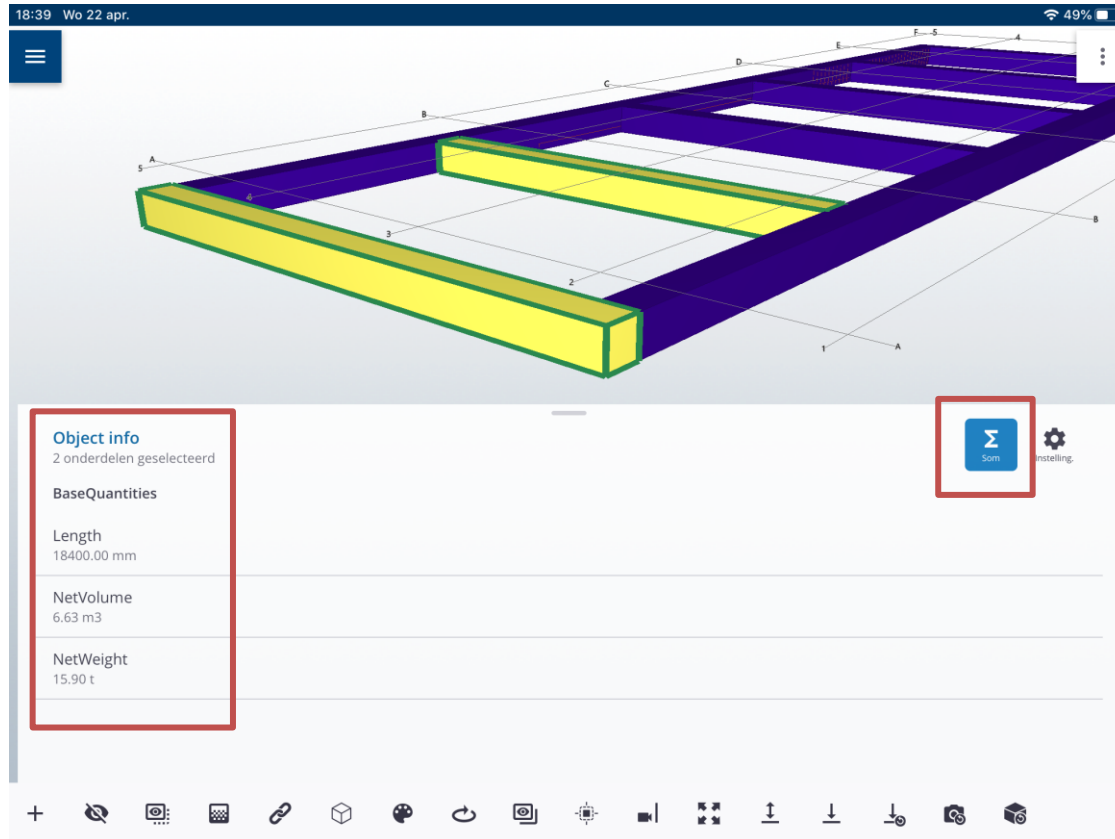 18:39 Wo 22 apr.
49%
F
5
4
E
D
C
B
A
5
4
3
B
2
1
A
Object info
2 onderdelen geselecteerd
Som
Instelling.
BaseQuantities
Length
18400.00 mm
NetVolume
6.63 m3
NetWeight
15.90 t